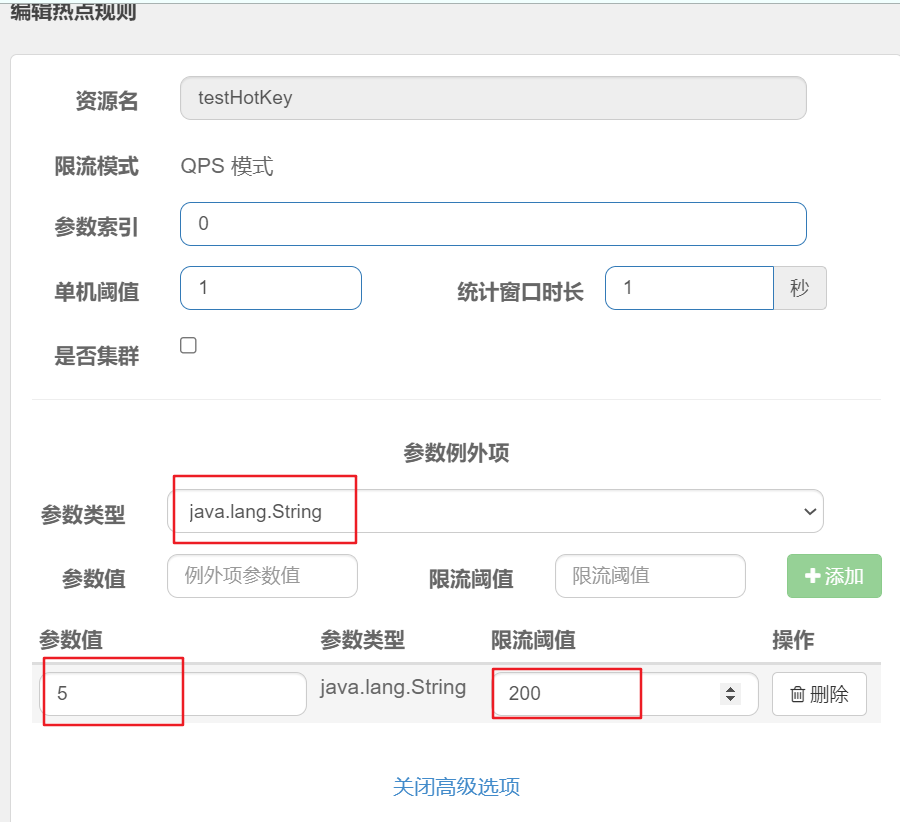 编辑热点规则
资源名 testHotKey
限流模式 QPS 模式
参数索引 0
单机阈值 1 统计窗口时长 1 秒
是否集群
参数例外项
参数类型 java.lang.String
参数值 例外项参数值 限流阈值 限流阈值 添加
参数值 参数类型 限流阈值 操作
5 java.lang.String 200 删除
关闭高级选项